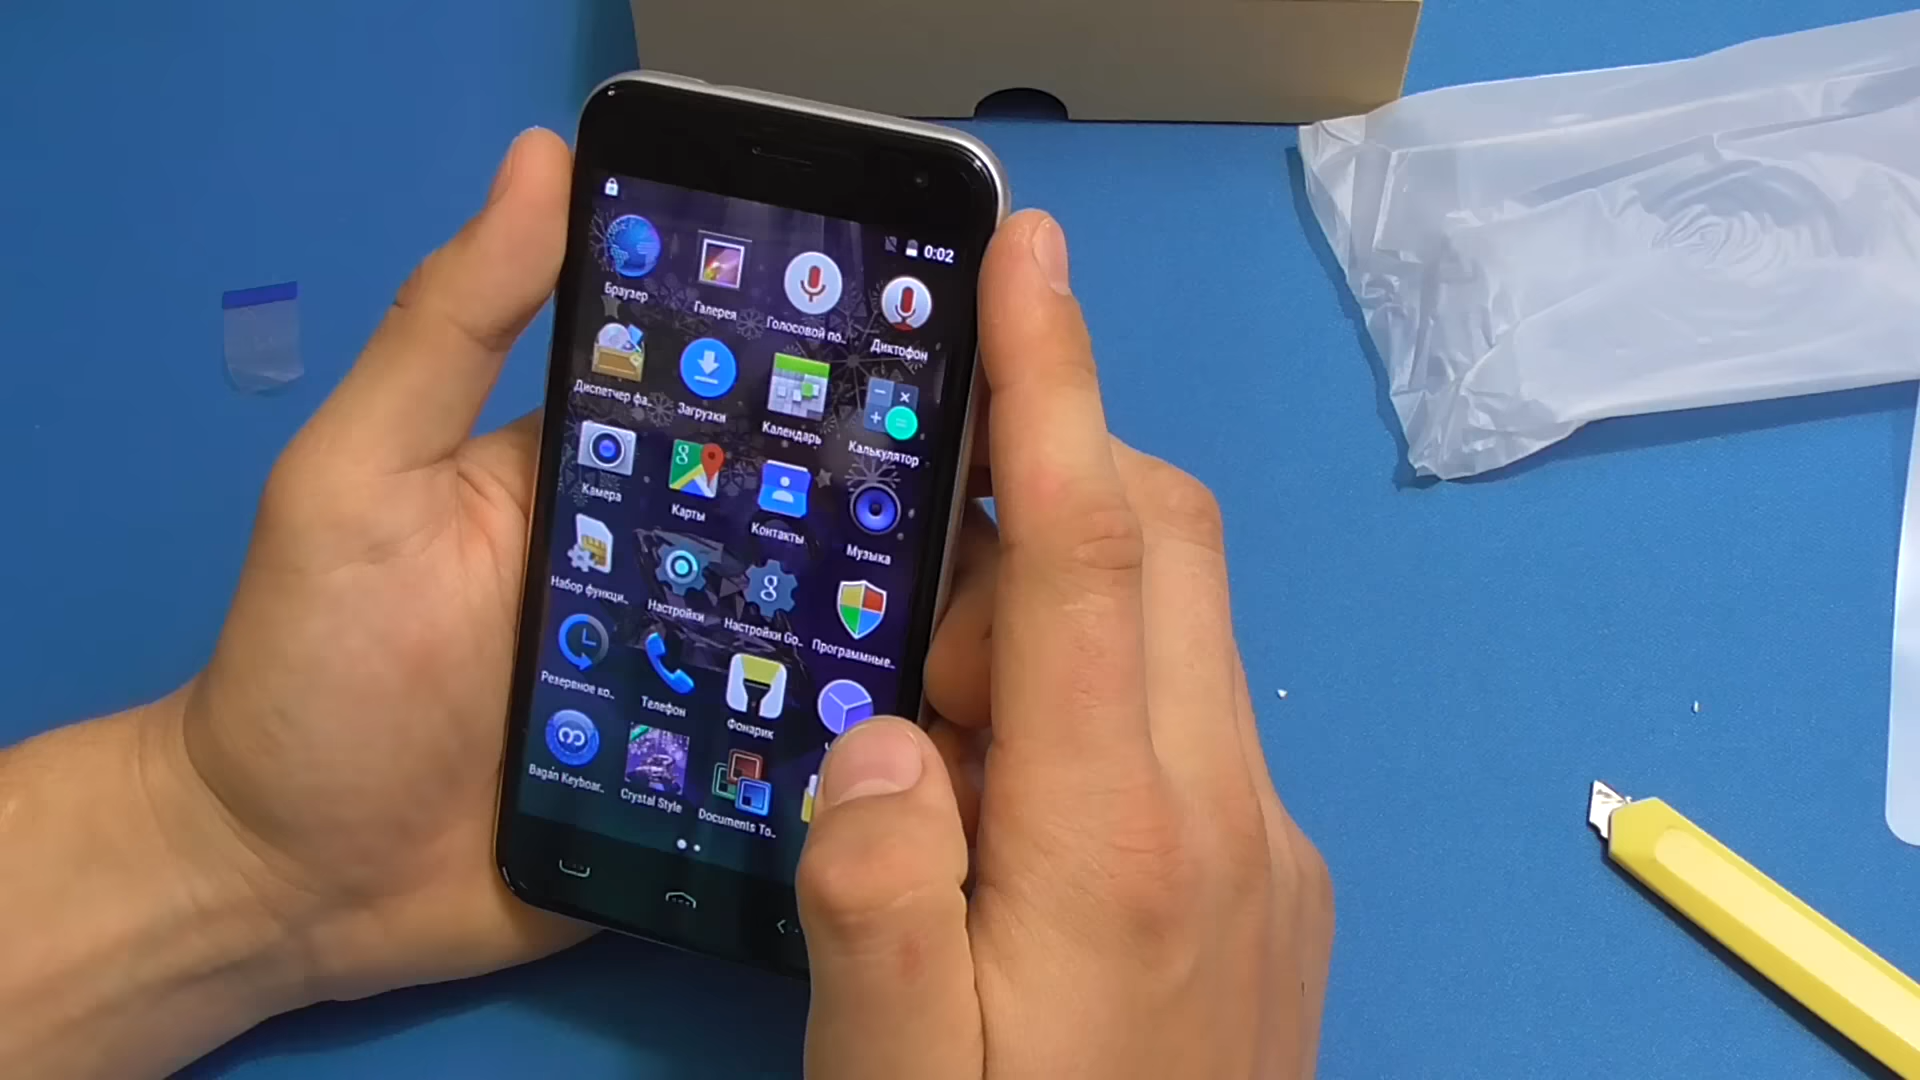 0:02
Браузер
Галерея
Голосовой по..
Диктофон
Диспетчер фа..
Загрузки
Календарь
Калькулятор
Камера
Карты
Контакты
Музыка
Набор функци..
Настройки
Настройки Go..
Программные..
Резервное ко..
Телефон
Фонарик
Bagan Keyboar..
Crystal Style
Documents To..